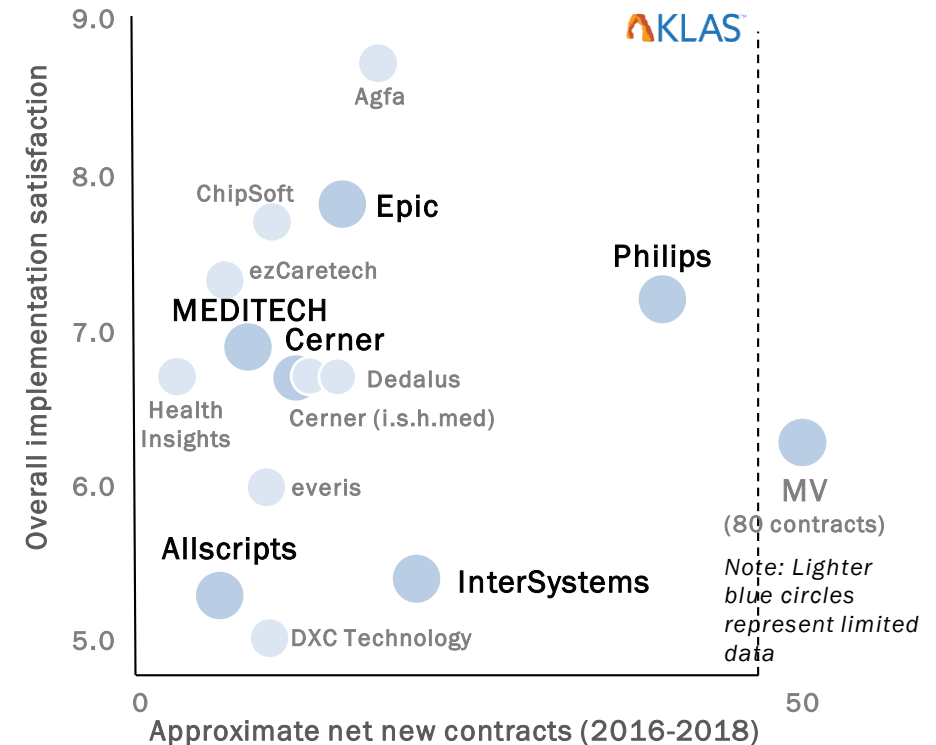 9.0
KLAS™
Agfa
8.0
ChipSoft
Epic
Philips
ezCaretech
MEDITECH
7.0
Cerner
Dedalus
Health
Insights
Cerner (i.s.h.med)
6.0
everis
MV
(80 contracts)
Allscripts
InterSystems
Note: Lighter
blue circles
represent limited
data
5.0
DXC Technology
0
50
Approximate net new contracts (2016-2018)
Overall implementation satisfaction